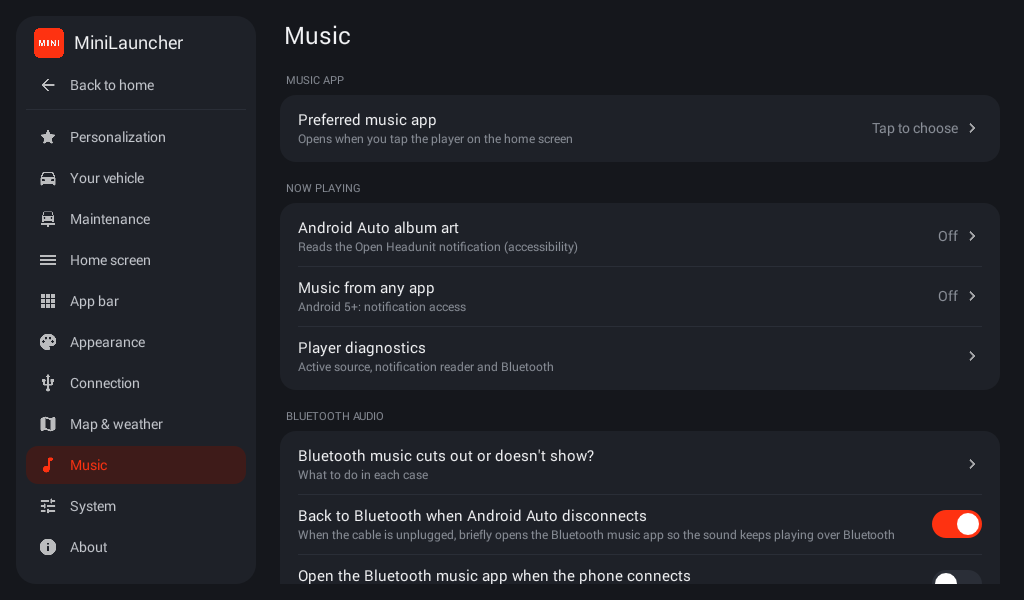 MINI
MiniLauncher
Back to home
Personalization
Your vehicle
Maintenance
Home screen
App bar
Appearance
Connection
Map & weather
Music
System
About
Music
MUSIC APP
Preferred music app
Opens when you tap the player on the home screen
Tap to choose
NOW PLAYING
Android Auto album art
Reads the Open Headunit notification (accessibility)
Off
Music from any app
Android 5+: notification access
Off
Player diagnostics
Active source, notification reader and Bluetooth
BLUETOOTH AUDIO
Bluetooth music cuts out or doesn't show?
What to do in each case
Back to Bluetooth when Android Auto disconnects
When the cable is unplugged, briefly opens the Bluetooth music app so the sound keeps playing over Bluetooth
Open the Bluetooth music app when the phone connects